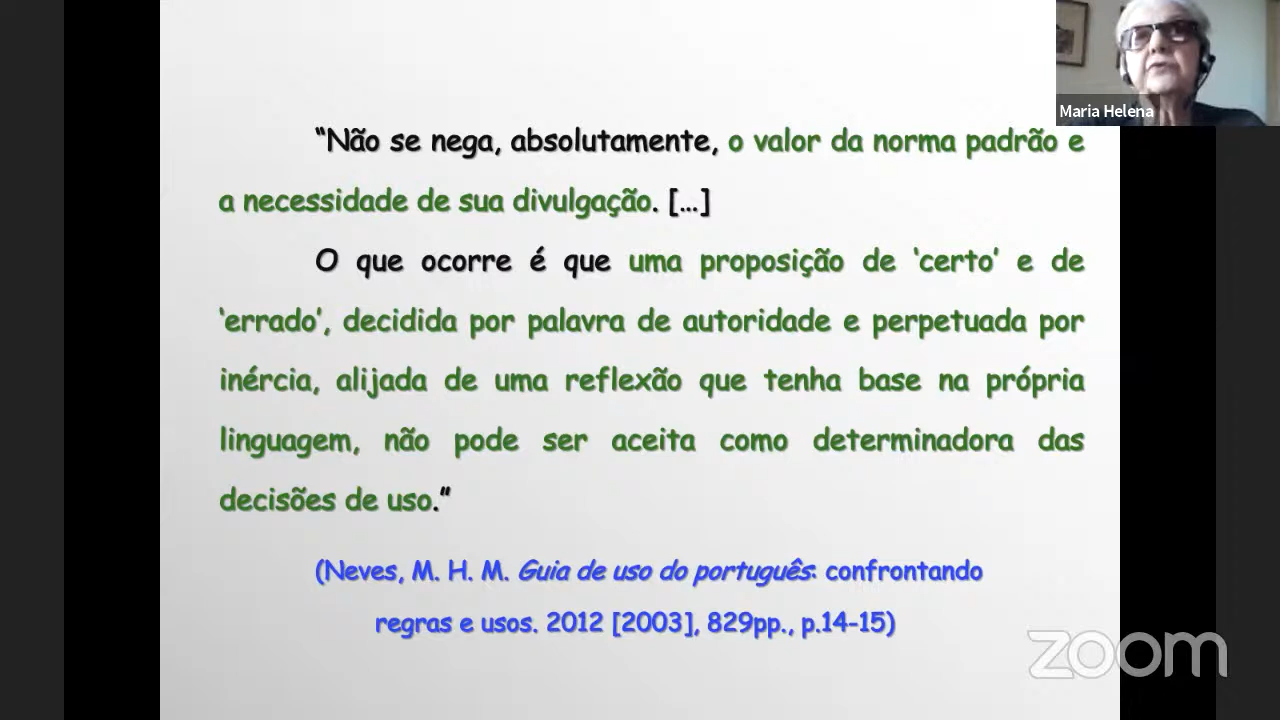 Maria Helena
“Não se nega, absolutamente, o valor da norma padrão e
a necessidade de sua divulgação. [...]
O que ocorre é que uma proposição de ‘certo’ e de
‘errado’, decidida por palavra de autoridade e perpetuada por
inércia, alijada de uma reflexão que tenha base na própria
linguagem, não pode ser aceita como determinadora das
decisões de uso.”
(Neves, M. H. M. Guia de uso do português: confrontando
regras e usos. 2012 [2003], 829pp., p.14-15)
zoom